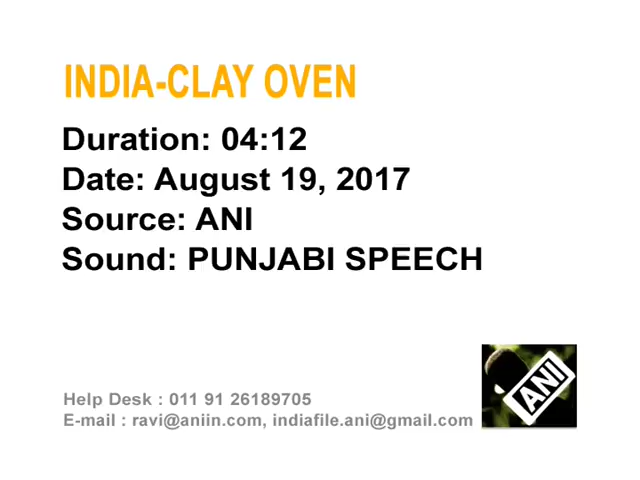 INDIA-CLAY OVEN
Duration: 04:12
Date: August 19, 2017
Source: ANI
Sound: PUNJABI SPEECH
Help Desk : 011 91 26189705
E-mail : ravi@aniin.com, indiafile.ani@gmail.com
ANI